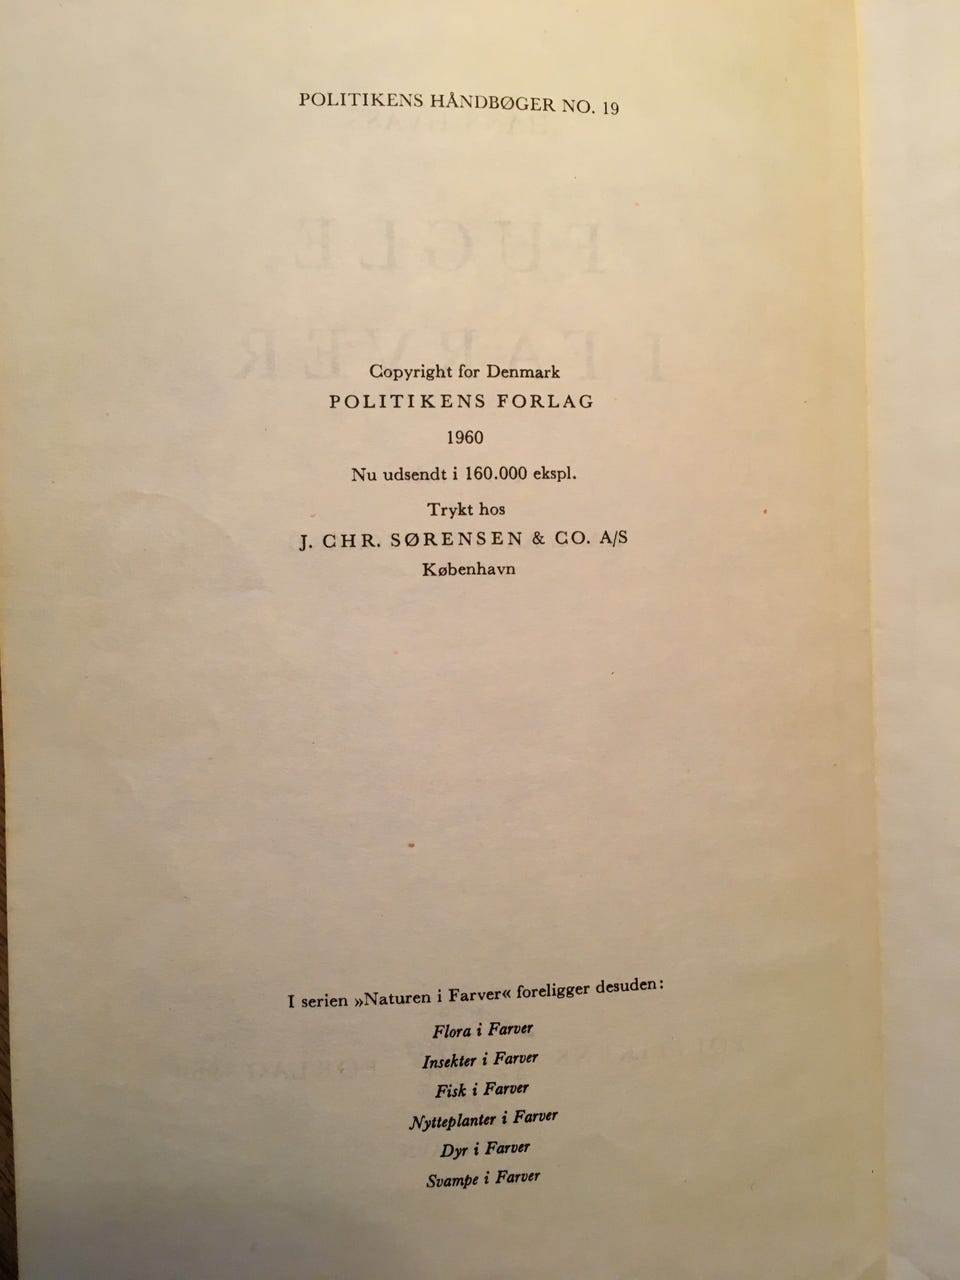 POLITIKENS HÅNDBØGER NO. 19
FUGLE
I FARVER
Copyright for Denmark
POLITIKENS FORLAG
1960
Nu udsendt i 160.000 ekspl.
Trykt hos
J. CHR. SØRENSEN & CO. A/S
København
I serien »Naturen i Farver« foreligger desuden:
Flora i Farver
Insekter i Farver
Fisk i Farver
Nytteplanter i Farver
Dyr i Farver
Svampe i Farver